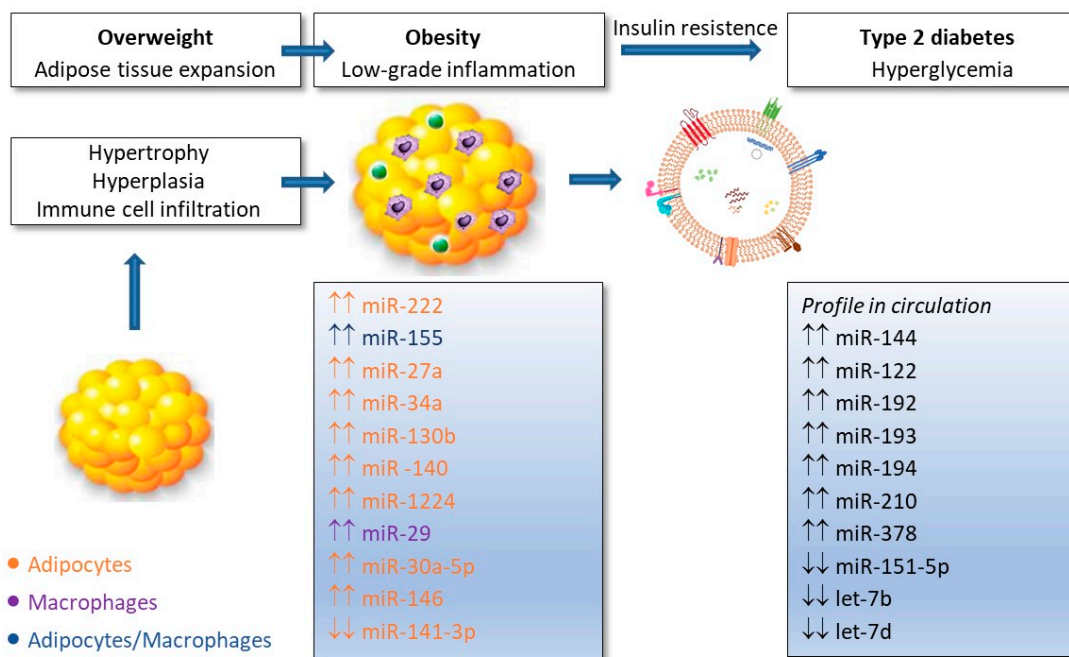 Overweight
Adipose tissue expansion
Obesity
Low-grade inflammation
Insulin resistence
Type 2 diabetes
Hyperglycemia
Hypertrophy
Hyperplasia
Immune cell infiltration
↑↑ miR-222
↑↑ miR-155
↑↑ miR-27a
↑↑ miR-34a
↑↑ miR-130b
↑↑ miR -140
↑↑ miR-1224
↑↑ miR-29
↑↑ miR-30a-5p
↑↑ miR-146
↓↓ miR-141-3p
Profile in circulation
↑↑ miR-144
↑↑ miR-122
↑↑ miR-192
↑↑ miR-193
↑↑ miR-194
↑↑ miR-210
↑↑ miR-378
↓↓ miR-151-5p
↓↓ let-7b
↓↓ let-7d
• Adipocytes
• Macrophages
• Adipocytes/Macrophages